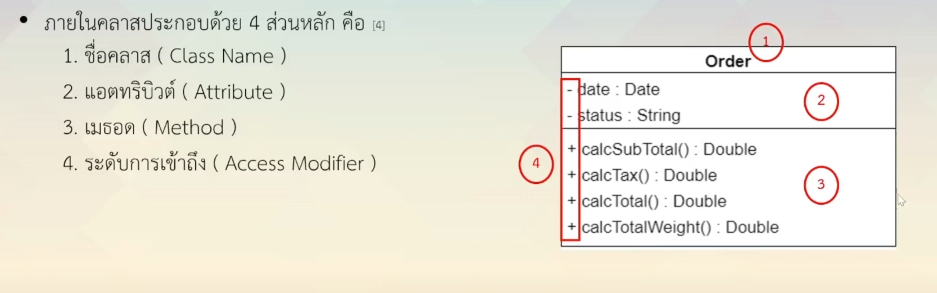 • ภายในคลาสประกอบด้วย 4 ส่วนหลัก คือ [4]
1. ชื่อคลาส ( Class Name )
2. แอตทริบิวต์ ( Attribute )
3. เมธอด ( Method )
4. ระดับการเข้าถึง ( Access Modifier )
1
Order
- date : Date
- status : String
2
+ calcSubTotal() : Double
+ calcTax() : Double
+ calcTotal() : Double
+ calcTotalWeight() : Double
3
4